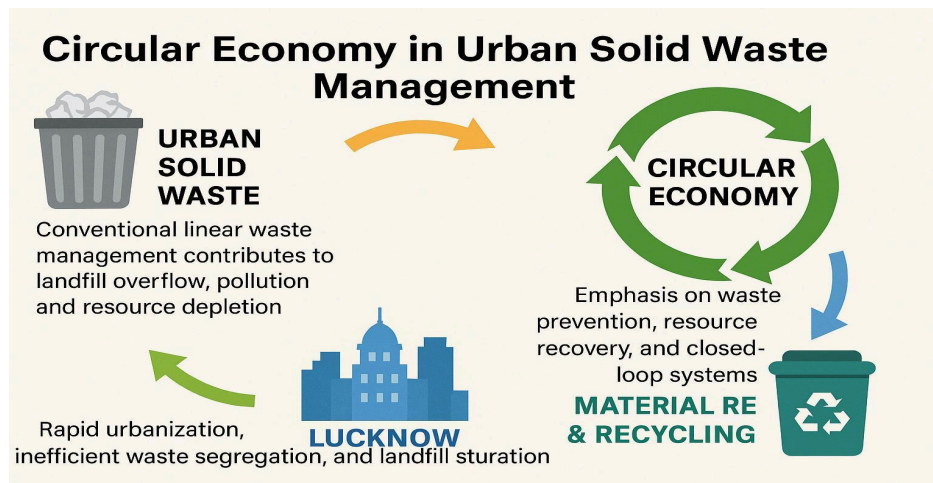 Circular Economy in Urban Solid Waste
Management
URBAN
SOLID
WASTE
Conventional linear waste
management contributes to
landfill overflow, pollution
and resource depletion
CIRCULAR
ECONOMY
Emphasis on waste
prevention, resource
recovery, and closed-
loop systems
MATERIAL RE
& RECYCLING
LUCKNOW
Rapid urbanization,
inefficient waste segregation, and landfill sturation